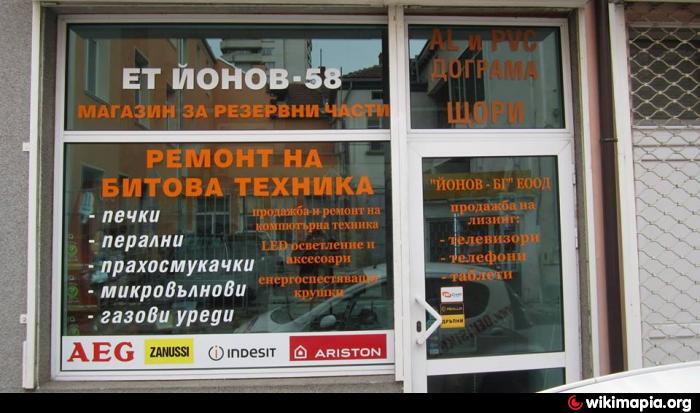 ЕТ ЙОНОВ-58
МАГАЗИН ЗА РЕЗЕРВНИ ЧАСТИ
РЕМОНТ НА
БИТОВА ТЕХНИКА
- печки
- перални
- прахосмукачки
- микровълнови
- газови уреди
продажба и ремонт на
компютърна техника
LED осветление и
аксесоари
енергоспестяващи
крушки
AEG ZANUSSI indesit ARISTON
AL и PVC
ДОГРАМА
ЩОРИ
"ЙОНОВ - БГ" ЕООД
продажба на
лизинг:
- телевизори
- телефони
- таблети
ДРЪПНИ
wikimapia.org